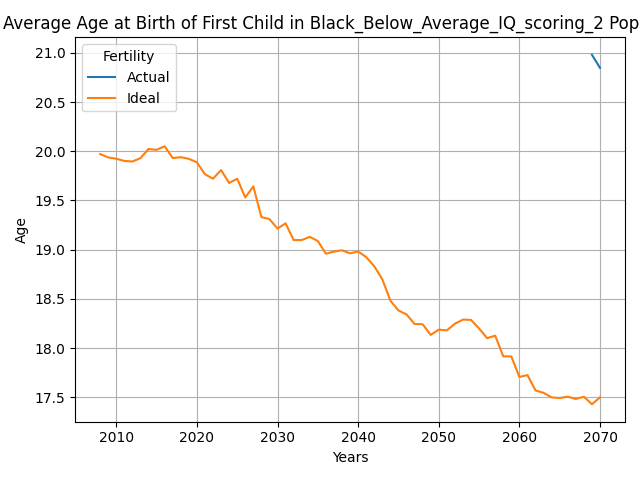 Average Age at Birth of First Child in Black_Below_Average_IQ_scoring_2 Pop
Fertility
Actual
Ideal
21.0
20.5
20.0
19.5
19.0
18.5
18.0
17.5
Age
2010 2020 2030 2040 2050 2060 2070
Years